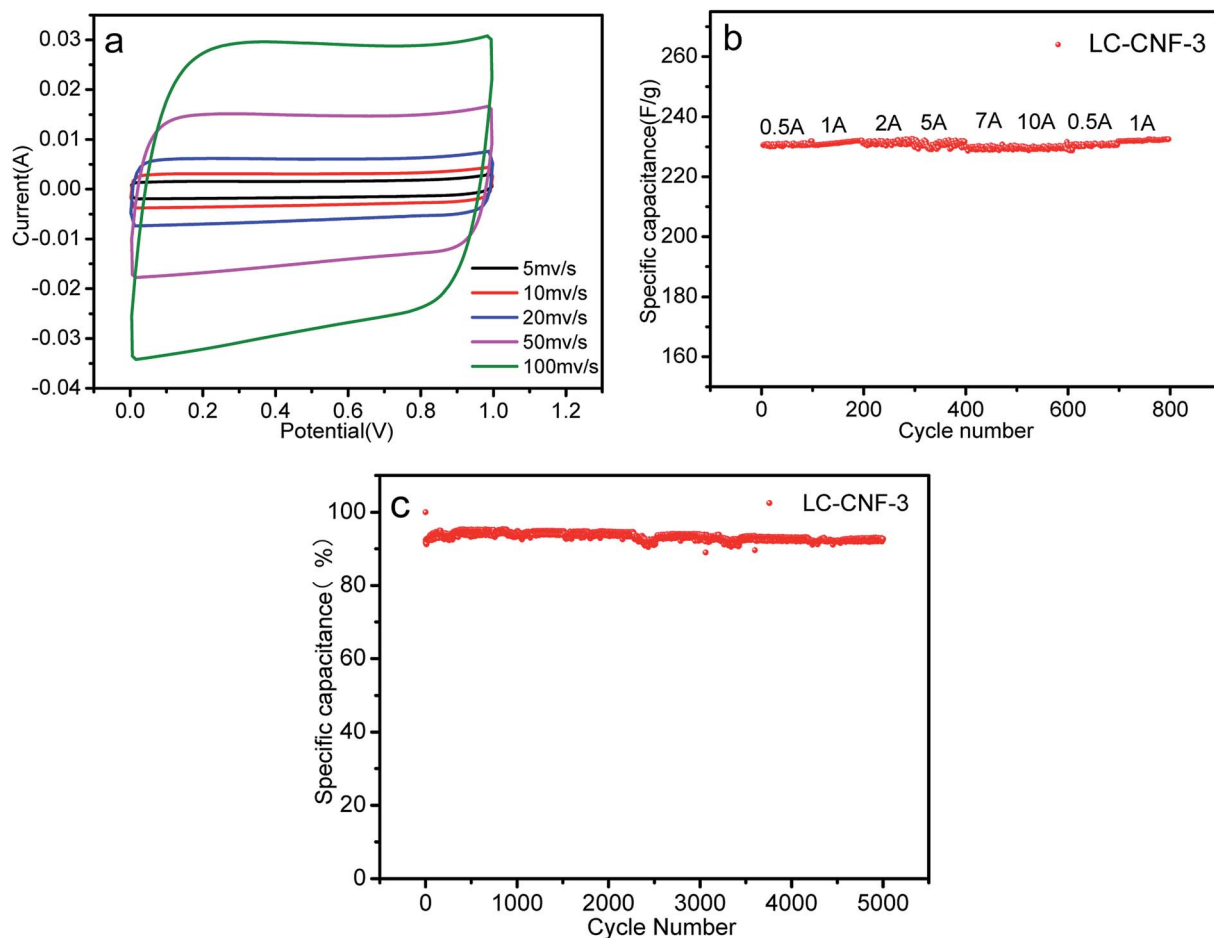 a
0.03
0.02
0.01
0.00
-0.01
-0.02
-0.03
-0.04
Current(A)
5mv/s
10mv/s
20mv/s
50mv/s
100mv/s
0.0 0.2 0.4 0.6 0.8 1.0 1.2
Potential(V)
b
LC-CNF-3
260
240
220
200
180
160
Specific capacitance(F/g)
0.5A 1A 2A 5A 7A 10A 0.5A 1A
0 200 400 600 800
Cycle number
c
LC-CNF-3
100
80
60
40
20
0
Specific capacitance( %)
0 1000 2000 3000 4000 5000
Cycle Number